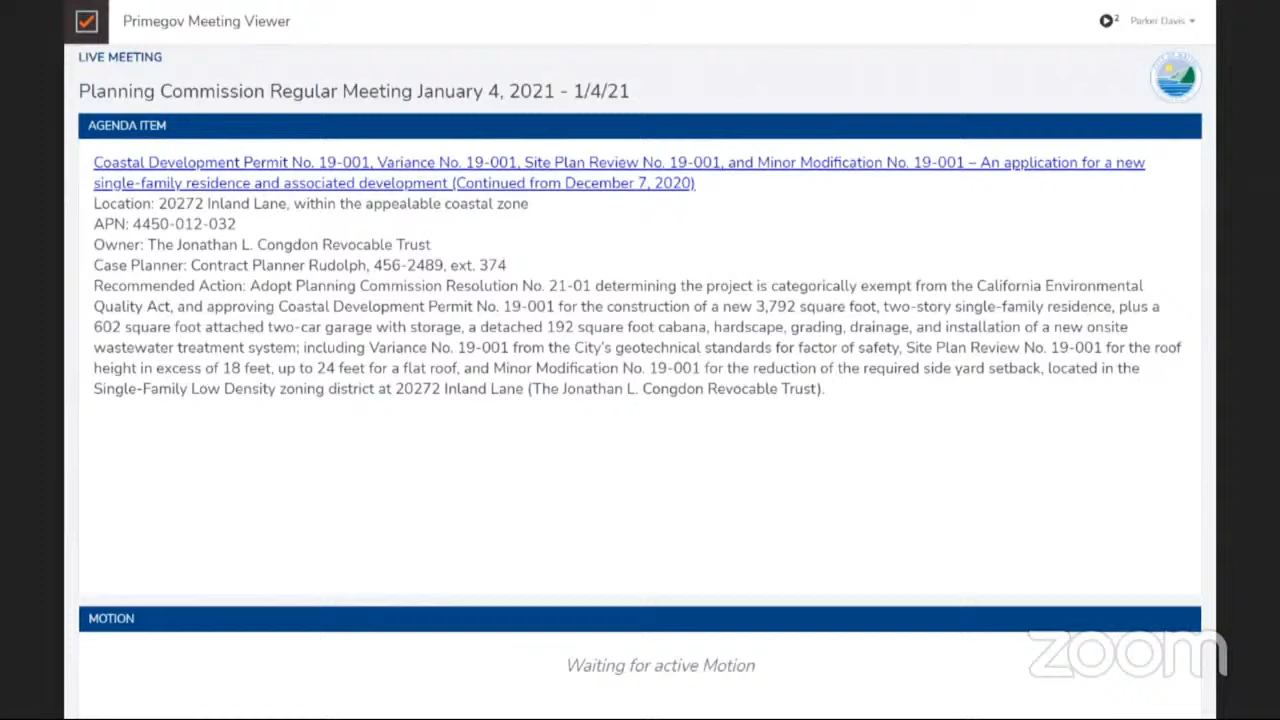 Primegov Meeting Viewer
2
Parker Davis
LIVE MEETING
Planning Commission Regular Meeting January 4, 2021 - 1/4/21
AGENDA ITEM
Coastal Development Permit No. 19-001, Variance No. 19-001, Site Plan Review No. 19-001, and Minor Modification No. 19-001 – An application for a new
single-family residence and associated development (Continued from December 7, 2020)
Location: 20272 Inland Lane, within the appealable coastal zone
APN: 4450-012-032
Owner: The Jonathan L. Congdon Revocable Trust
Case Planner: Contract Planner Rudolph, 456-2489, ext. 374
Recommended Action: Adopt Planning Commission Resolution No. 21-01 determining the project is categorically exempt from the California Environmental
Quality Act, and approving Coastal Development Permit No. 19-001 for the construction of a new 3,792 square foot, two-story single-family residence, plus a
602 square foot attached two-car garage with storage, a detached 192 square foot cabana, hardscape, grading, drainage, and installation of a new onsite
wastewater treatment system; including Variance No. 19-001 from the City's geotechnical standards for factor of safety, Site Plan Review No. 19-001 for the roof
height in excess of 18 feet, up to 24 feet for a flat roof, and Minor Modification No. 19-001 for the reduction of the required side yard setback, located in the
Single-Family Low Density zoning district at 20272 Inland Lane (The Jonathan L. Congdon Revocable Trust).
MOTION
Waiting for active Motion
zoom